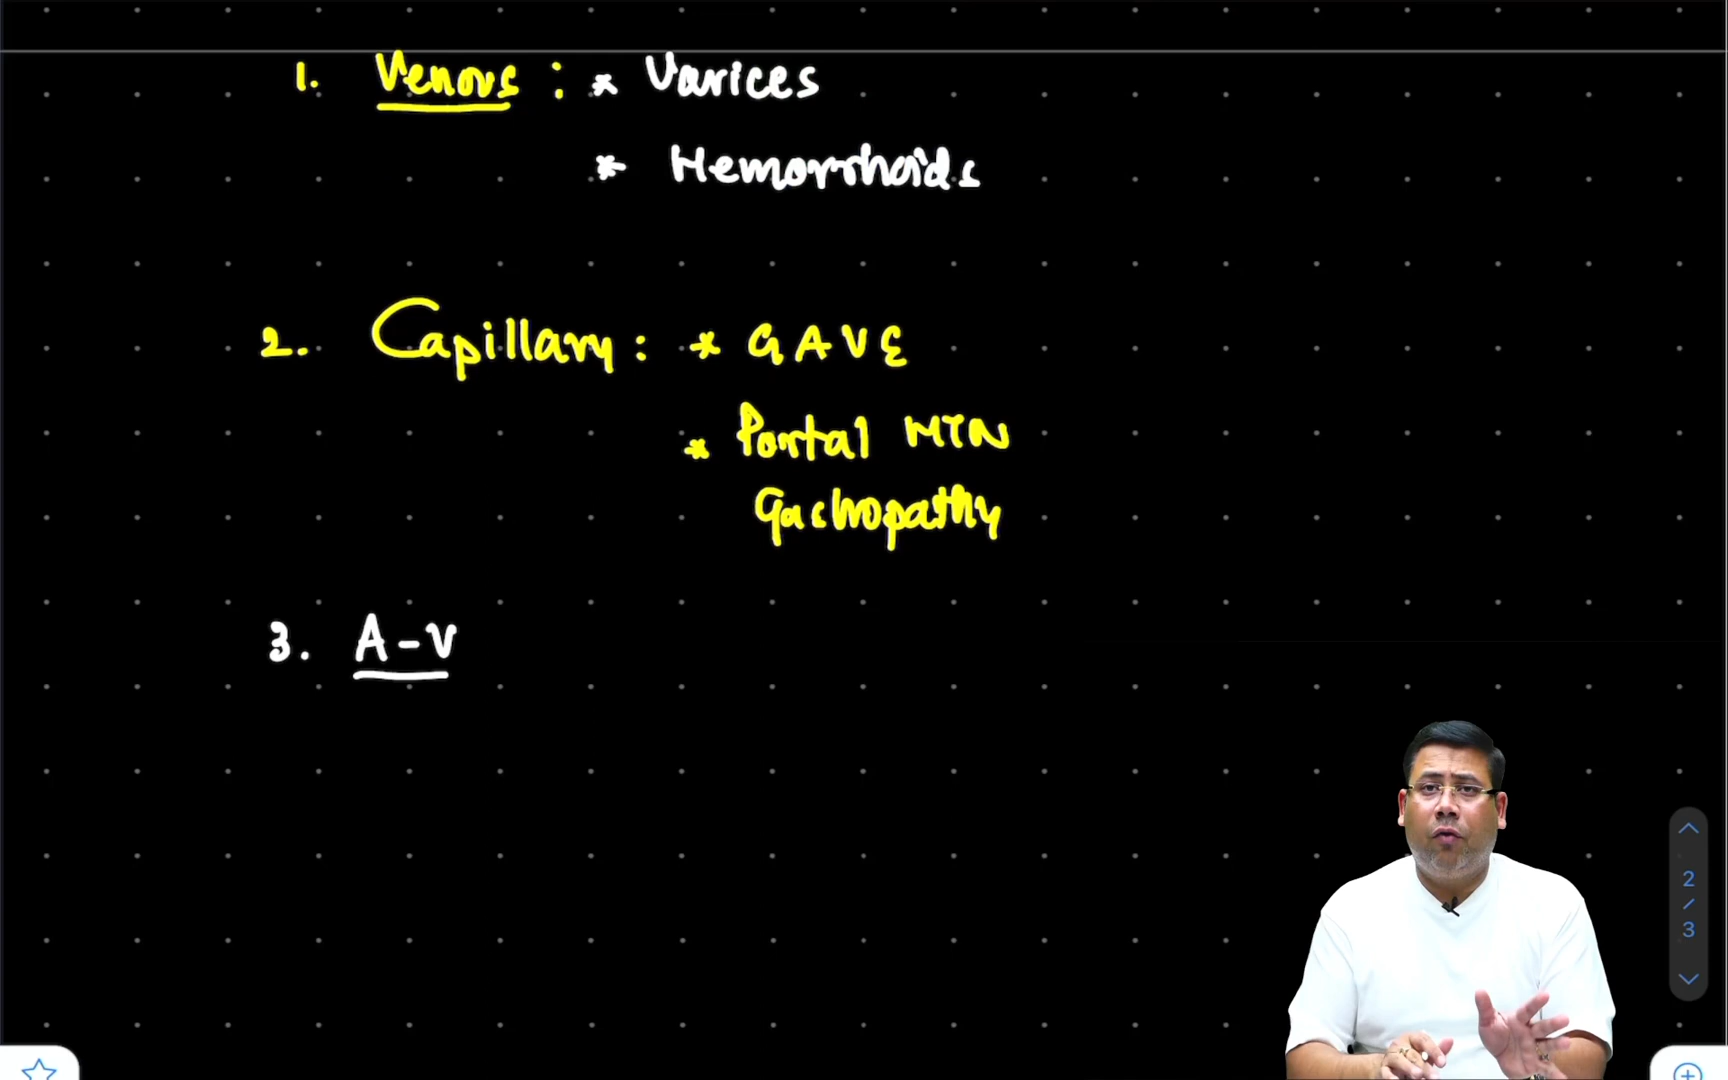 1. Venous : * Varices
* Hemorrhoids
2. Capillary : * GAVE
* Portal HTN
Gastropathy
3. A-V
2
/
3